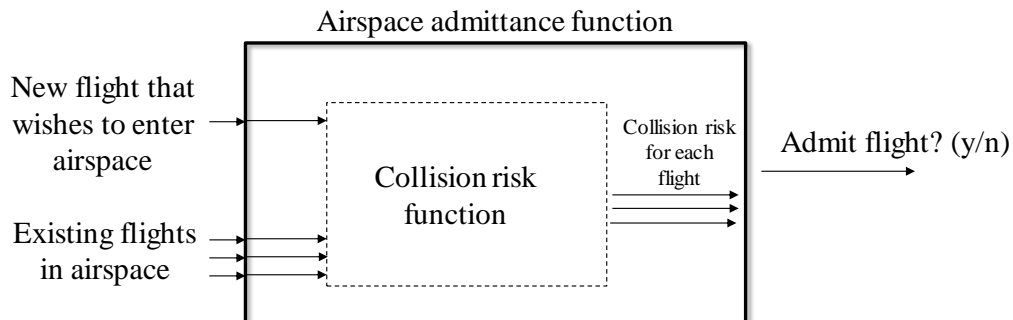 Airspace admittance function
New flight that
wishes to enter
airspace
Existing flights
in airspace
Collision risk
function
Collision risk
for each
flight
Admit flight? (y/n)